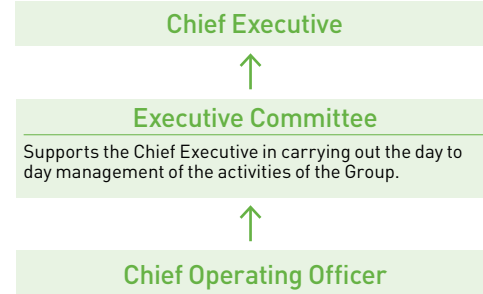 Chief Executive
Executive Committee
Supports the Chief Executive in carrying out the day to
day management of the activities of the Group.
Chief Operating Officer